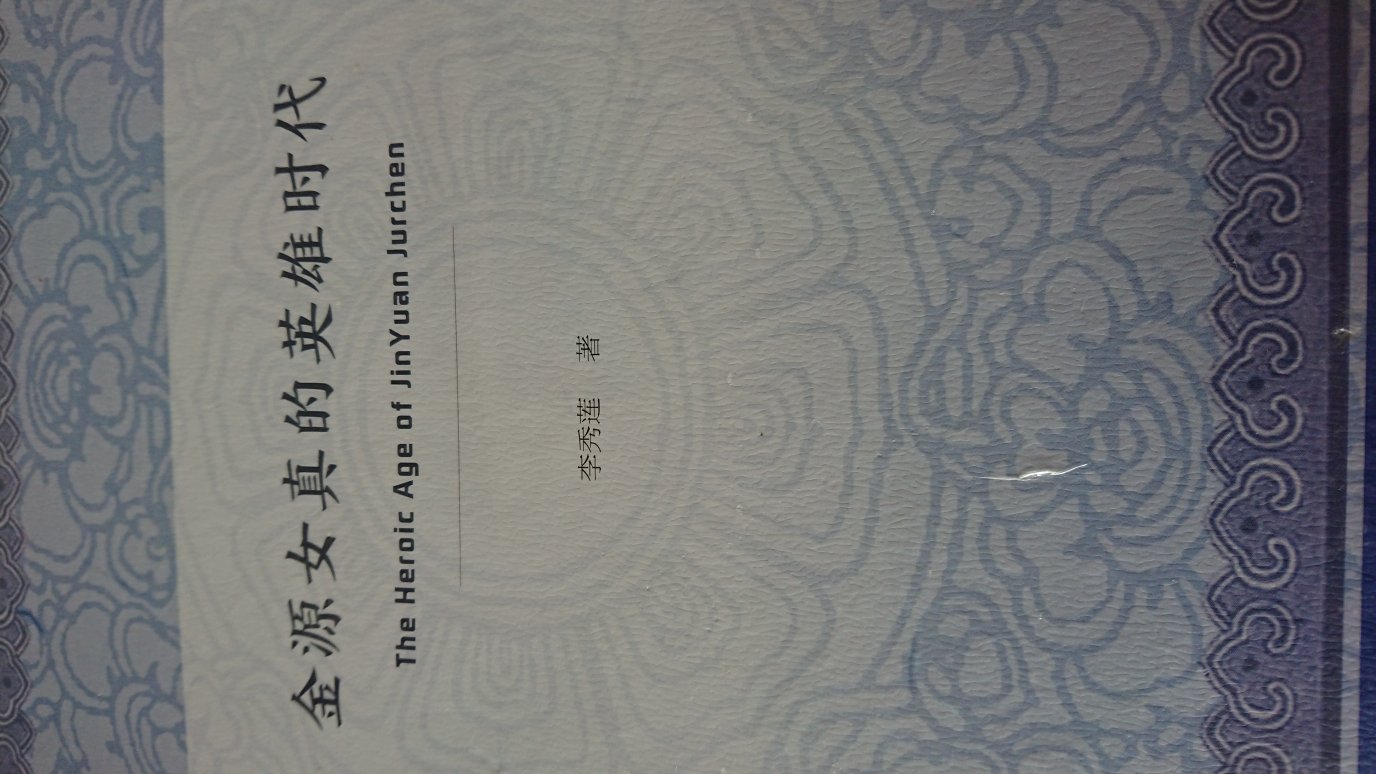 金源女真的英雄时代
The Heroic Age of JinYuan Jurchen
李秀莲 著